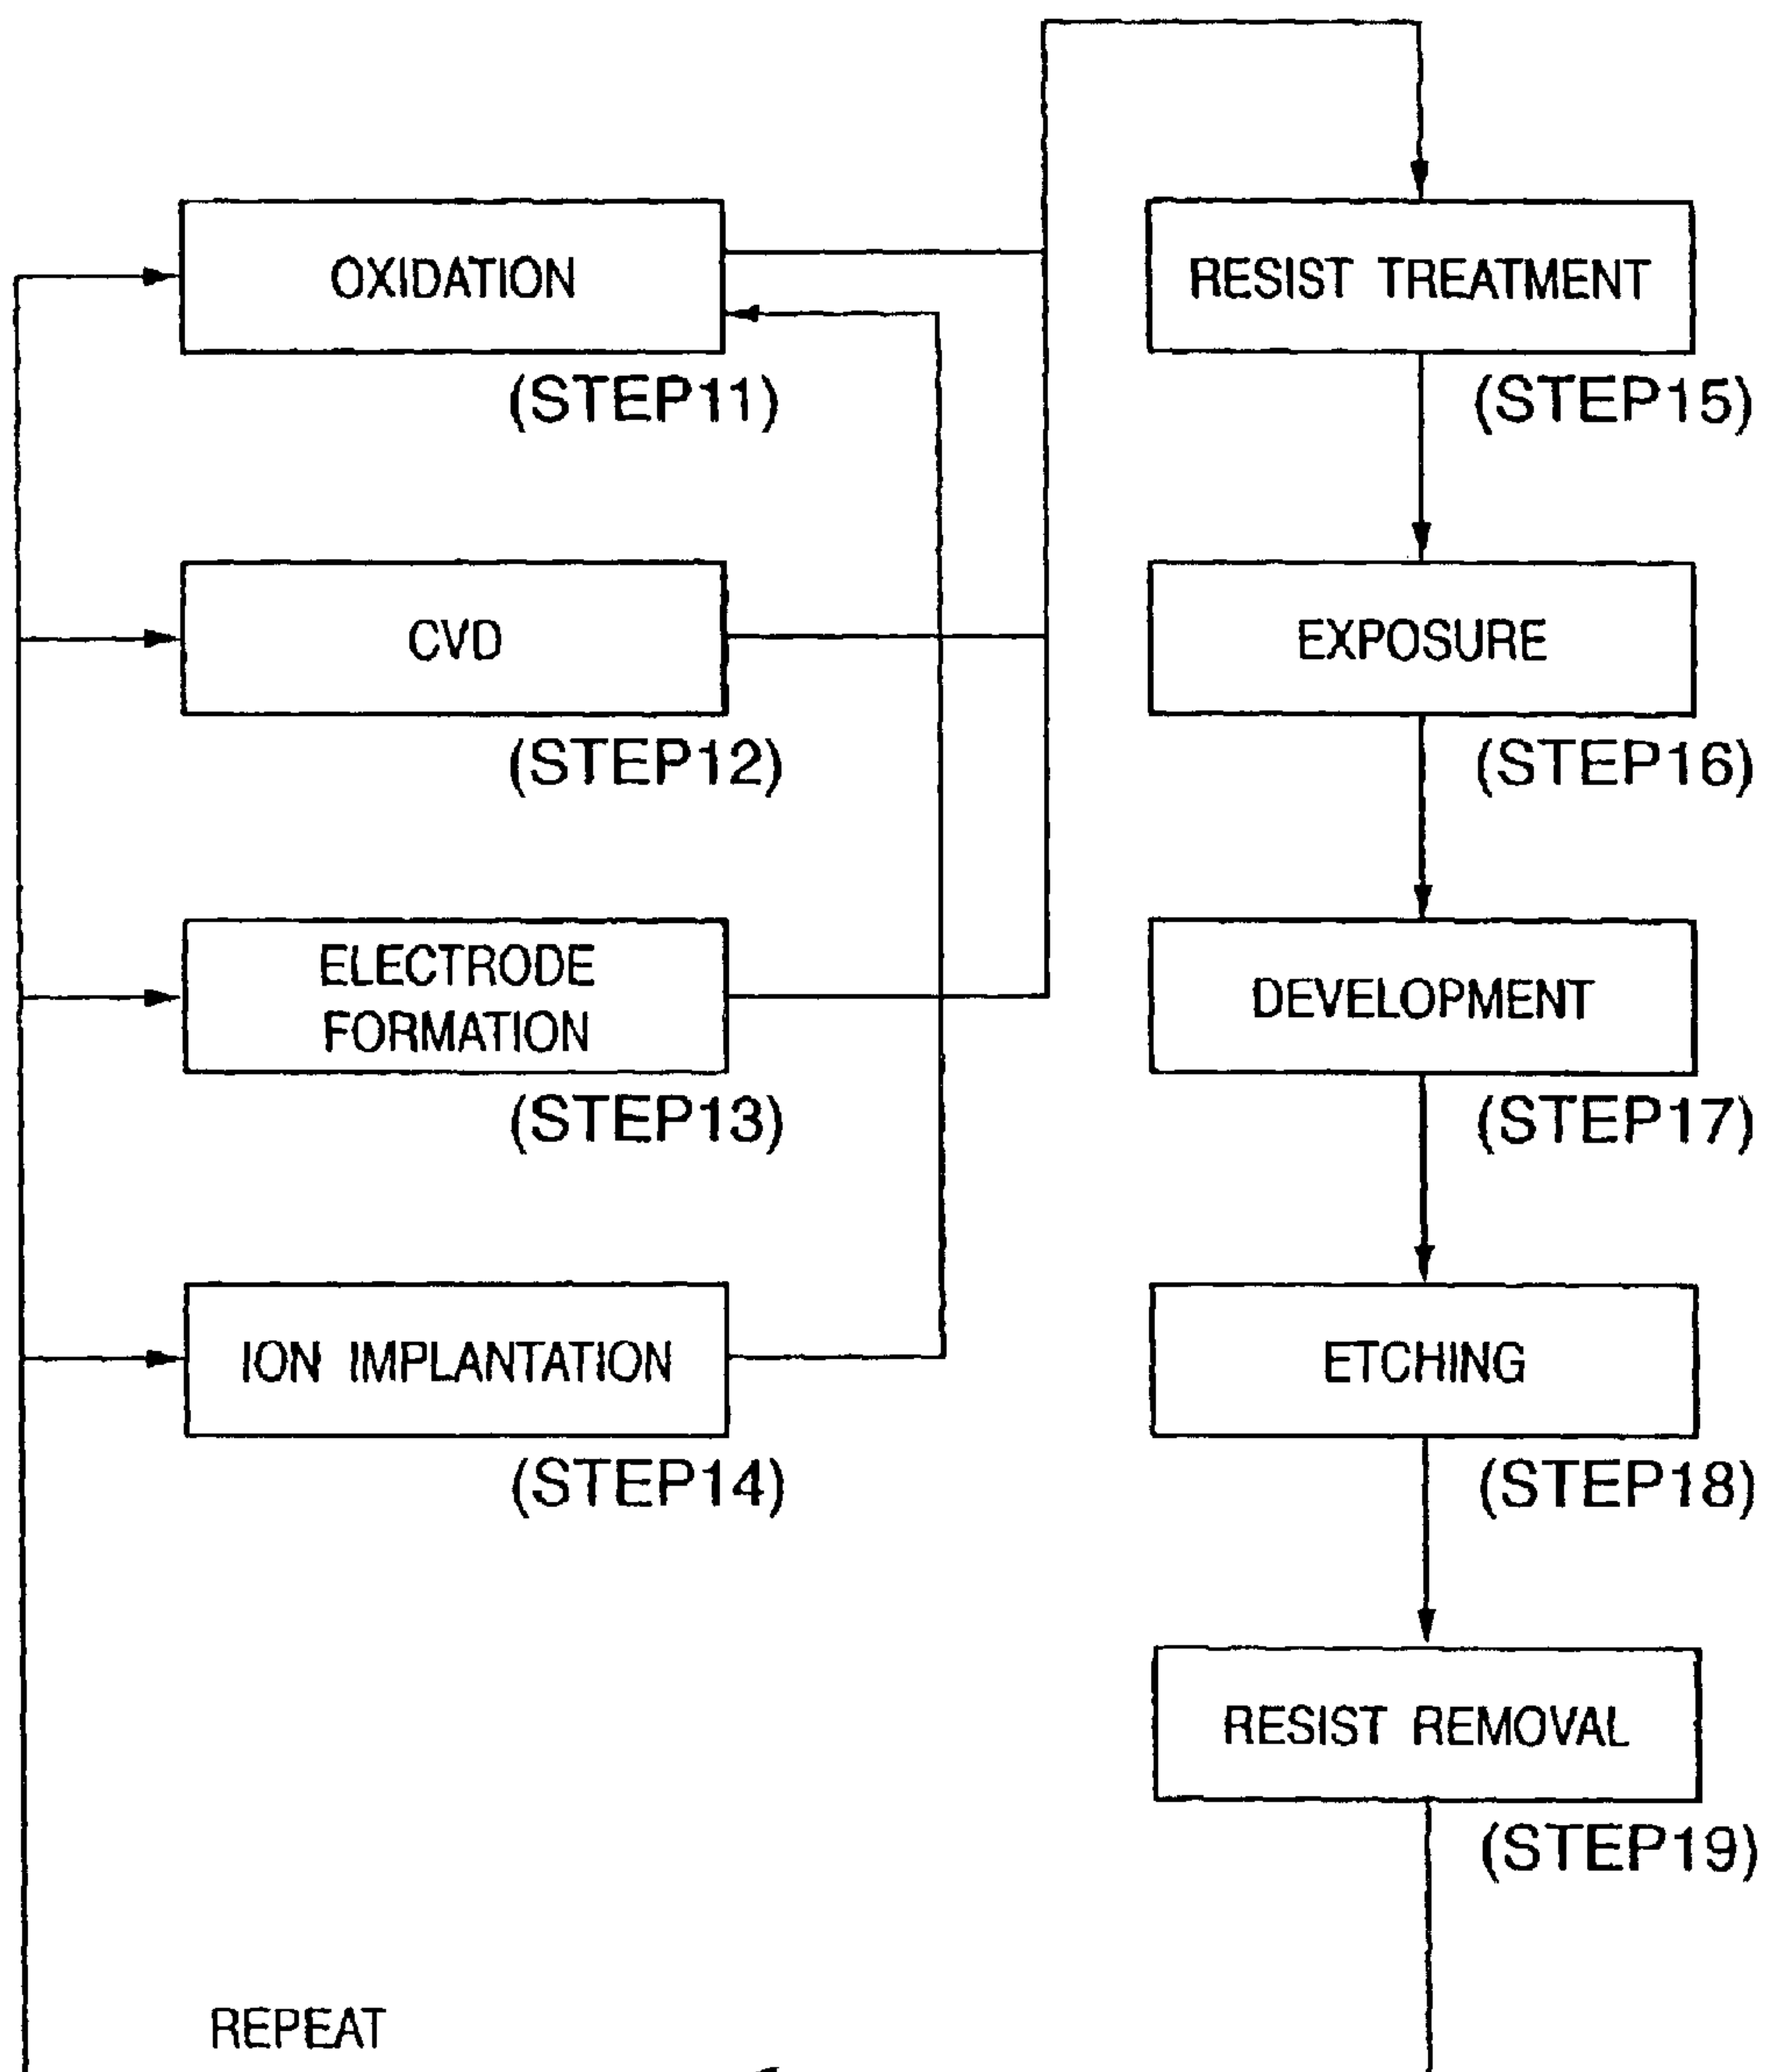 OXIDATION
(STEP11)
CVD
(STEP12)
ELECTRODE
FORMATION
(STEP13)
ION IMPLANTATION
(STEP14)
RESIST TREATMENT
(STEP15)
EXPOSURE
(STEP16)
DEVELOPMENT
(STEP17)
ETCHING
(STEP18)
RESIST REMOVAL
(STEP19)
REPEAT